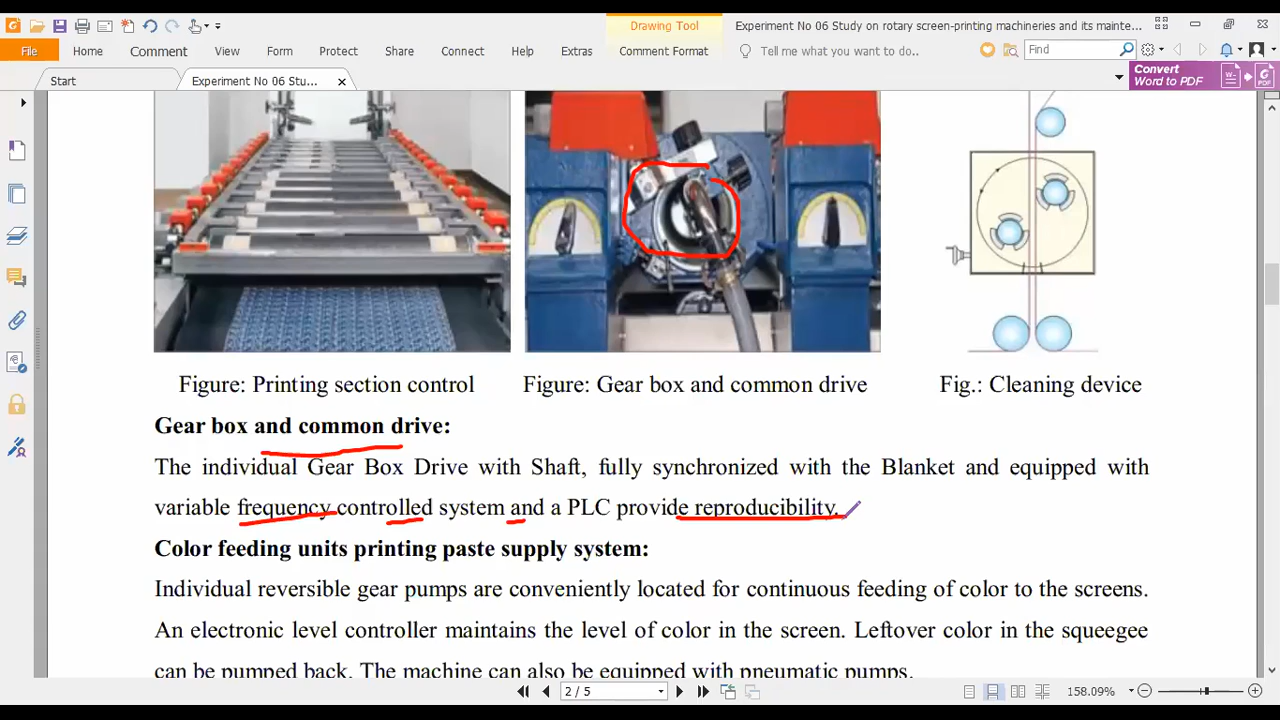 Drawing Tool
Experiment No 06 Study on rotary screen-printing machineries and its mainte...
File
Home
Comment
View
Form
Protect
Share
Connect
Help
Extras
Comment Format
Tell me what you want to do..
Find
Start
Experiment No 06 Stu...
Convert
Word to PDF
Figure: Printing section control
Figure: Gear box and common drive
Fig.: Cleaning device
Gear box and common drive:
The individual Gear Box Drive with Shaft, fully synchronized with the Blanket and equipped with
variable frequency controlled system and a PLC provide reproducibility.
Color feeding units printing paste supply system:
Individual reversible gear pumps are conveniently located for continuous feeding of color to the screens.
An electronic level controller maintains the level of color in the screen. Leftover color in the squeegee
can be pumped back. The machine can also be equipped with pneumatic pumps.
2 / 5
158.09%